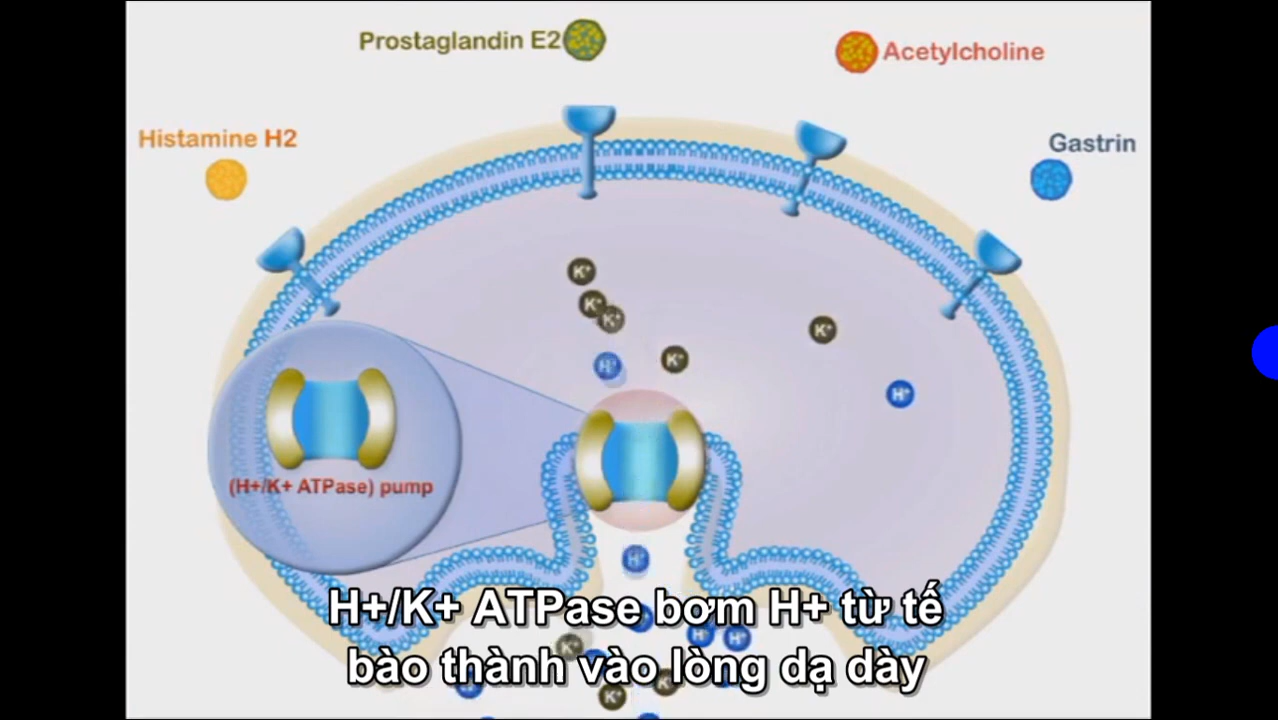 Prostaglandin E2
Acetylcholine
Histamine H2
Gastrin
K+
K+
K+
K+
H+
K+
H+
(H+/K+ ATPase) pump
H+
H+/K+ ATPase bơm H+ từ tế
bào thành vào lòng dạ dày
H+
H+
K+
K+
K+